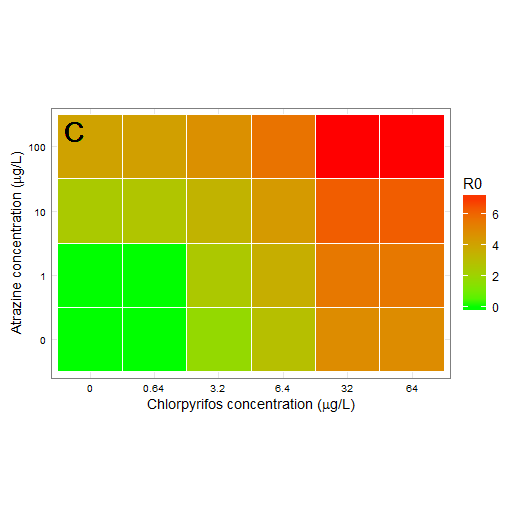 C
Atrazine concentration (μg/L)
100
10
1
0
0 0.64 3.2 6.4 32 64
Chlorpyrifos concentration (μg/L)
R0
6
4
2
0